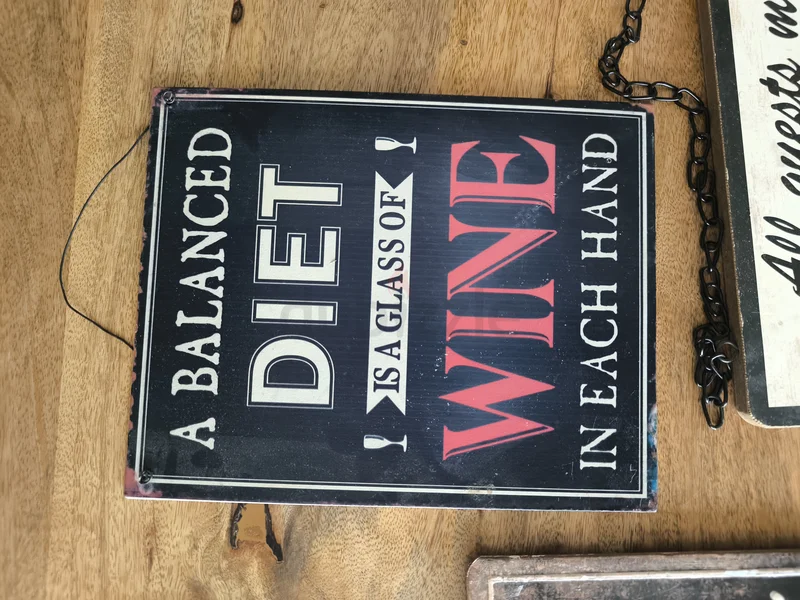 A BALANCED
DIET
IS A GLASS OF
WINE
IN EACH HAND
All guests m